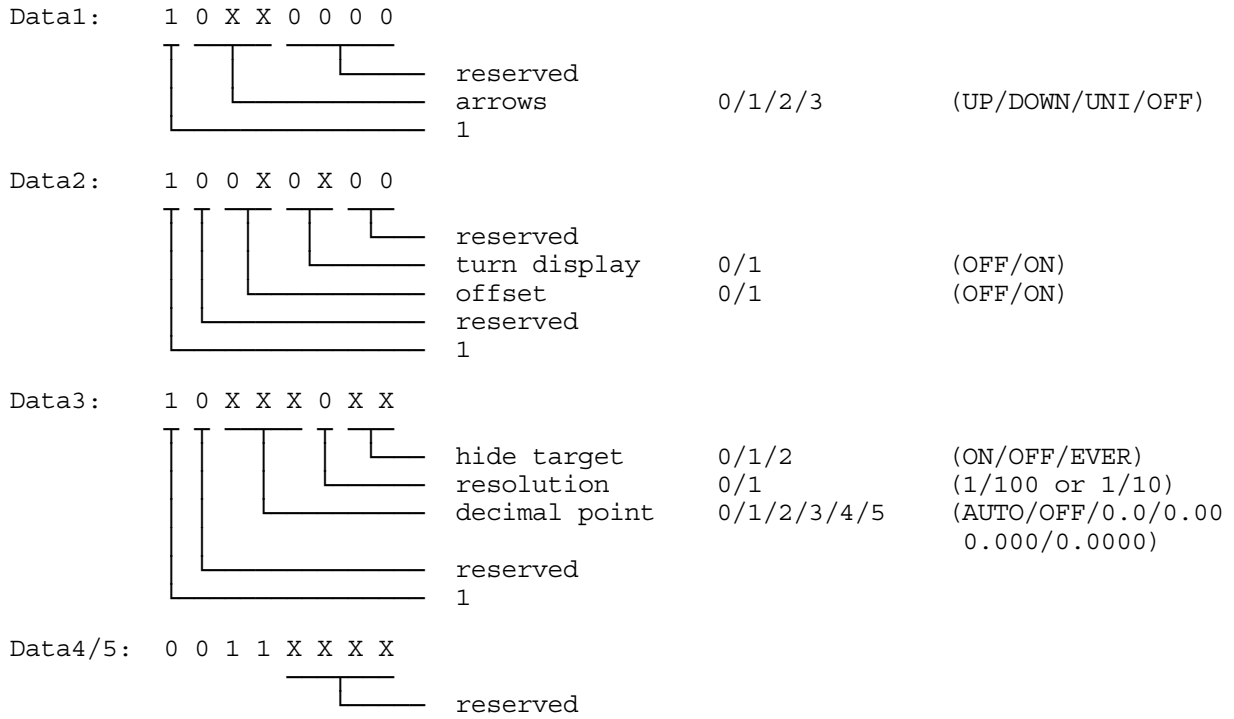 Data1: 1 0 X X 0 0 0 0
reserved
arrows 0/1/2/3 (UP/DOWN/UNI/OFF)
1
Data2: 1 0 0 X 0 X 0 0
reserved
turn display 0/1 (OFF/ON)
offset 0/1 (OFF/ON)
reserved
1
Data3: 1 0 X X X 0 X X
hide target 0/1/2 (ON/OFF/EVER)
resolution 0/1 (1/100 or 1/10)
decimal point 0/1/2/3/4/5 (AUTO/OFF/0.0/0.00
0.000/0.0000)
reserved
1
Data4/5: 0 0 1 1 X X X X
reserved